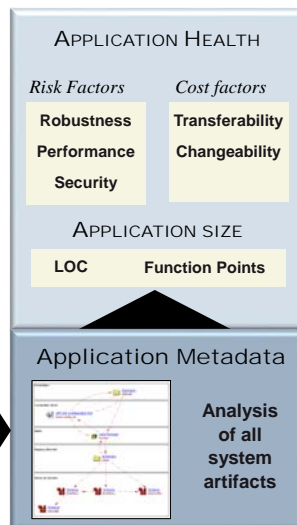 APPLICATION HEALTH
Risk Factors
Cost factors
Robustness
Performance
Security
Transferability
Changeability
APPLICATION SIZE
LOC Function Points
Application Metadata
Analysis
of all
system
artifacts